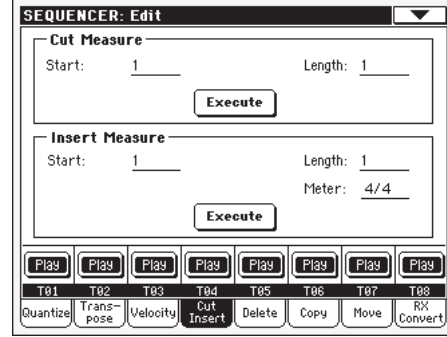 SEQUENCER: Edit
Cut Measure
Start: 1 Length: 1
Execute
Insert Measure
Start: 1 Length: 1
Meter: 4/4
Execute
Play Play Play Play Play Play Play Play
T01 T02 T03 T04 T05 T06 T07 T08
Quantize Trans-
pose Velocity Cut
Insert Delete Copy Move RX
Convert